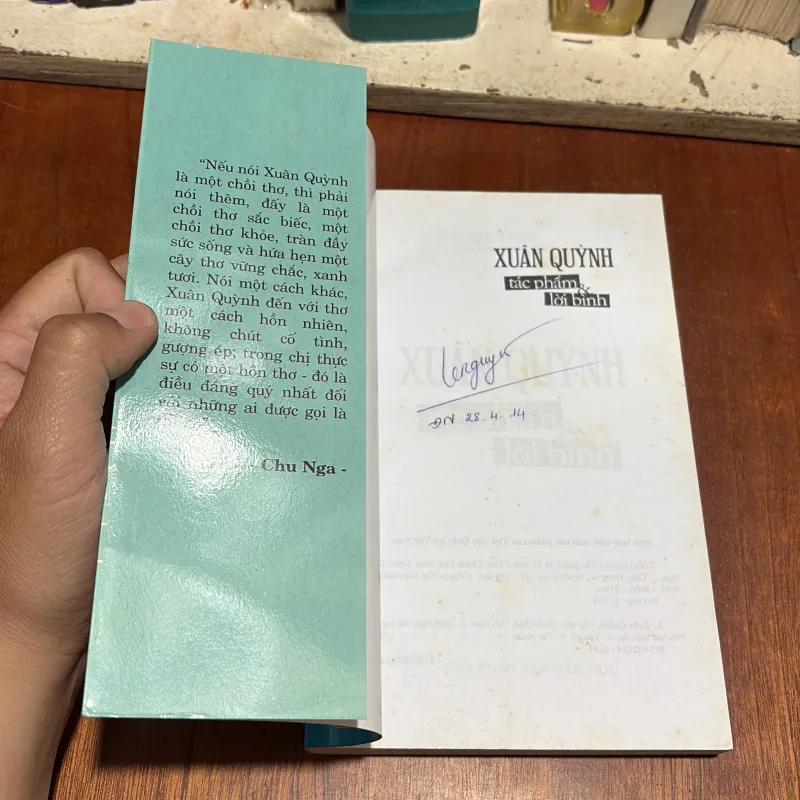 “Nếu nói Xuân Quỳnh
là một chồi thơ, thì phải
nói thêm, đấy là một
chồi thơ sắc biếc, một
chồi thơ khỏe, tràn đầy
sức sống và hứa hẹn một
cây thơ vững chắc, xanh
tươi. Nói một cách khác,
Xuân Quỳnh đến với thơ
một cách hồn nhiên,
không chút cố tình,
gượng ép; trong chị thực
sự có một hồn thơ - đó là
điều đáng quý nhất đối
với những ai được gọi là
Chu Nga -
XUÂN QUỲNH
tác phẩm &
lời bình
ĐN 28.4.14